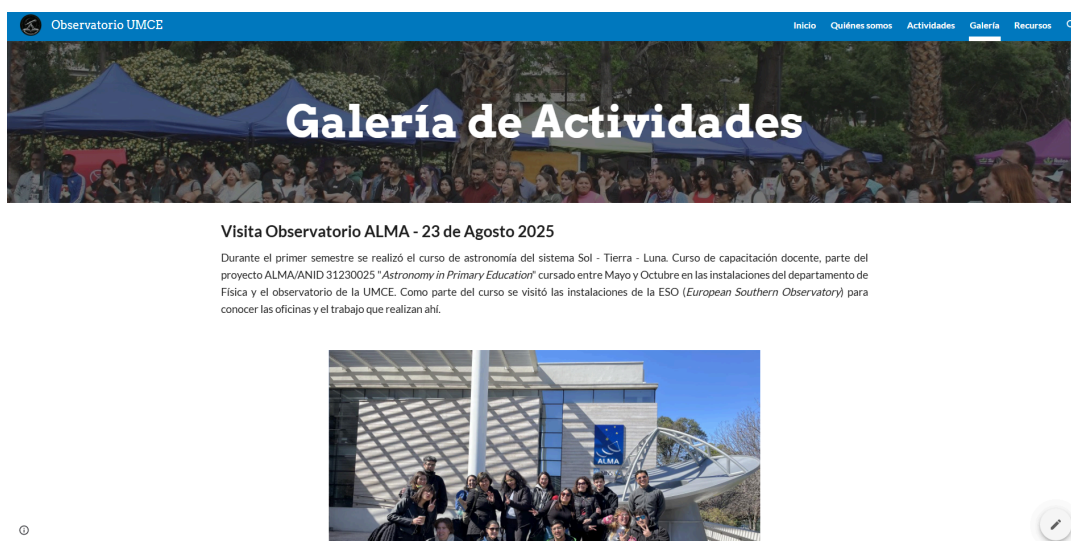 Observatorio UMCE
Inicio Quiénes somos Actividades Galería Recursos
Galería de Actividades
Visita Observatorio ALMA - 23 de Agosto 2025
Durante el primer semestre se realizó el curso de astronomía del sistema Sol - Tierra - Luna. Curso de capacitación docente, parte del
proyecto ALMA/ANID 31230025 "Astronomy in Primary Education" cursado entre Mayo y Octubre en las instalaciones del departamento de
Física y el observatorio de la UMCE. Como parte del curso se visitó las instalaciones de la ESO (European Southern Observatory) para
conocer las oficinas y el trabajo que realizan ahí.
ALMA